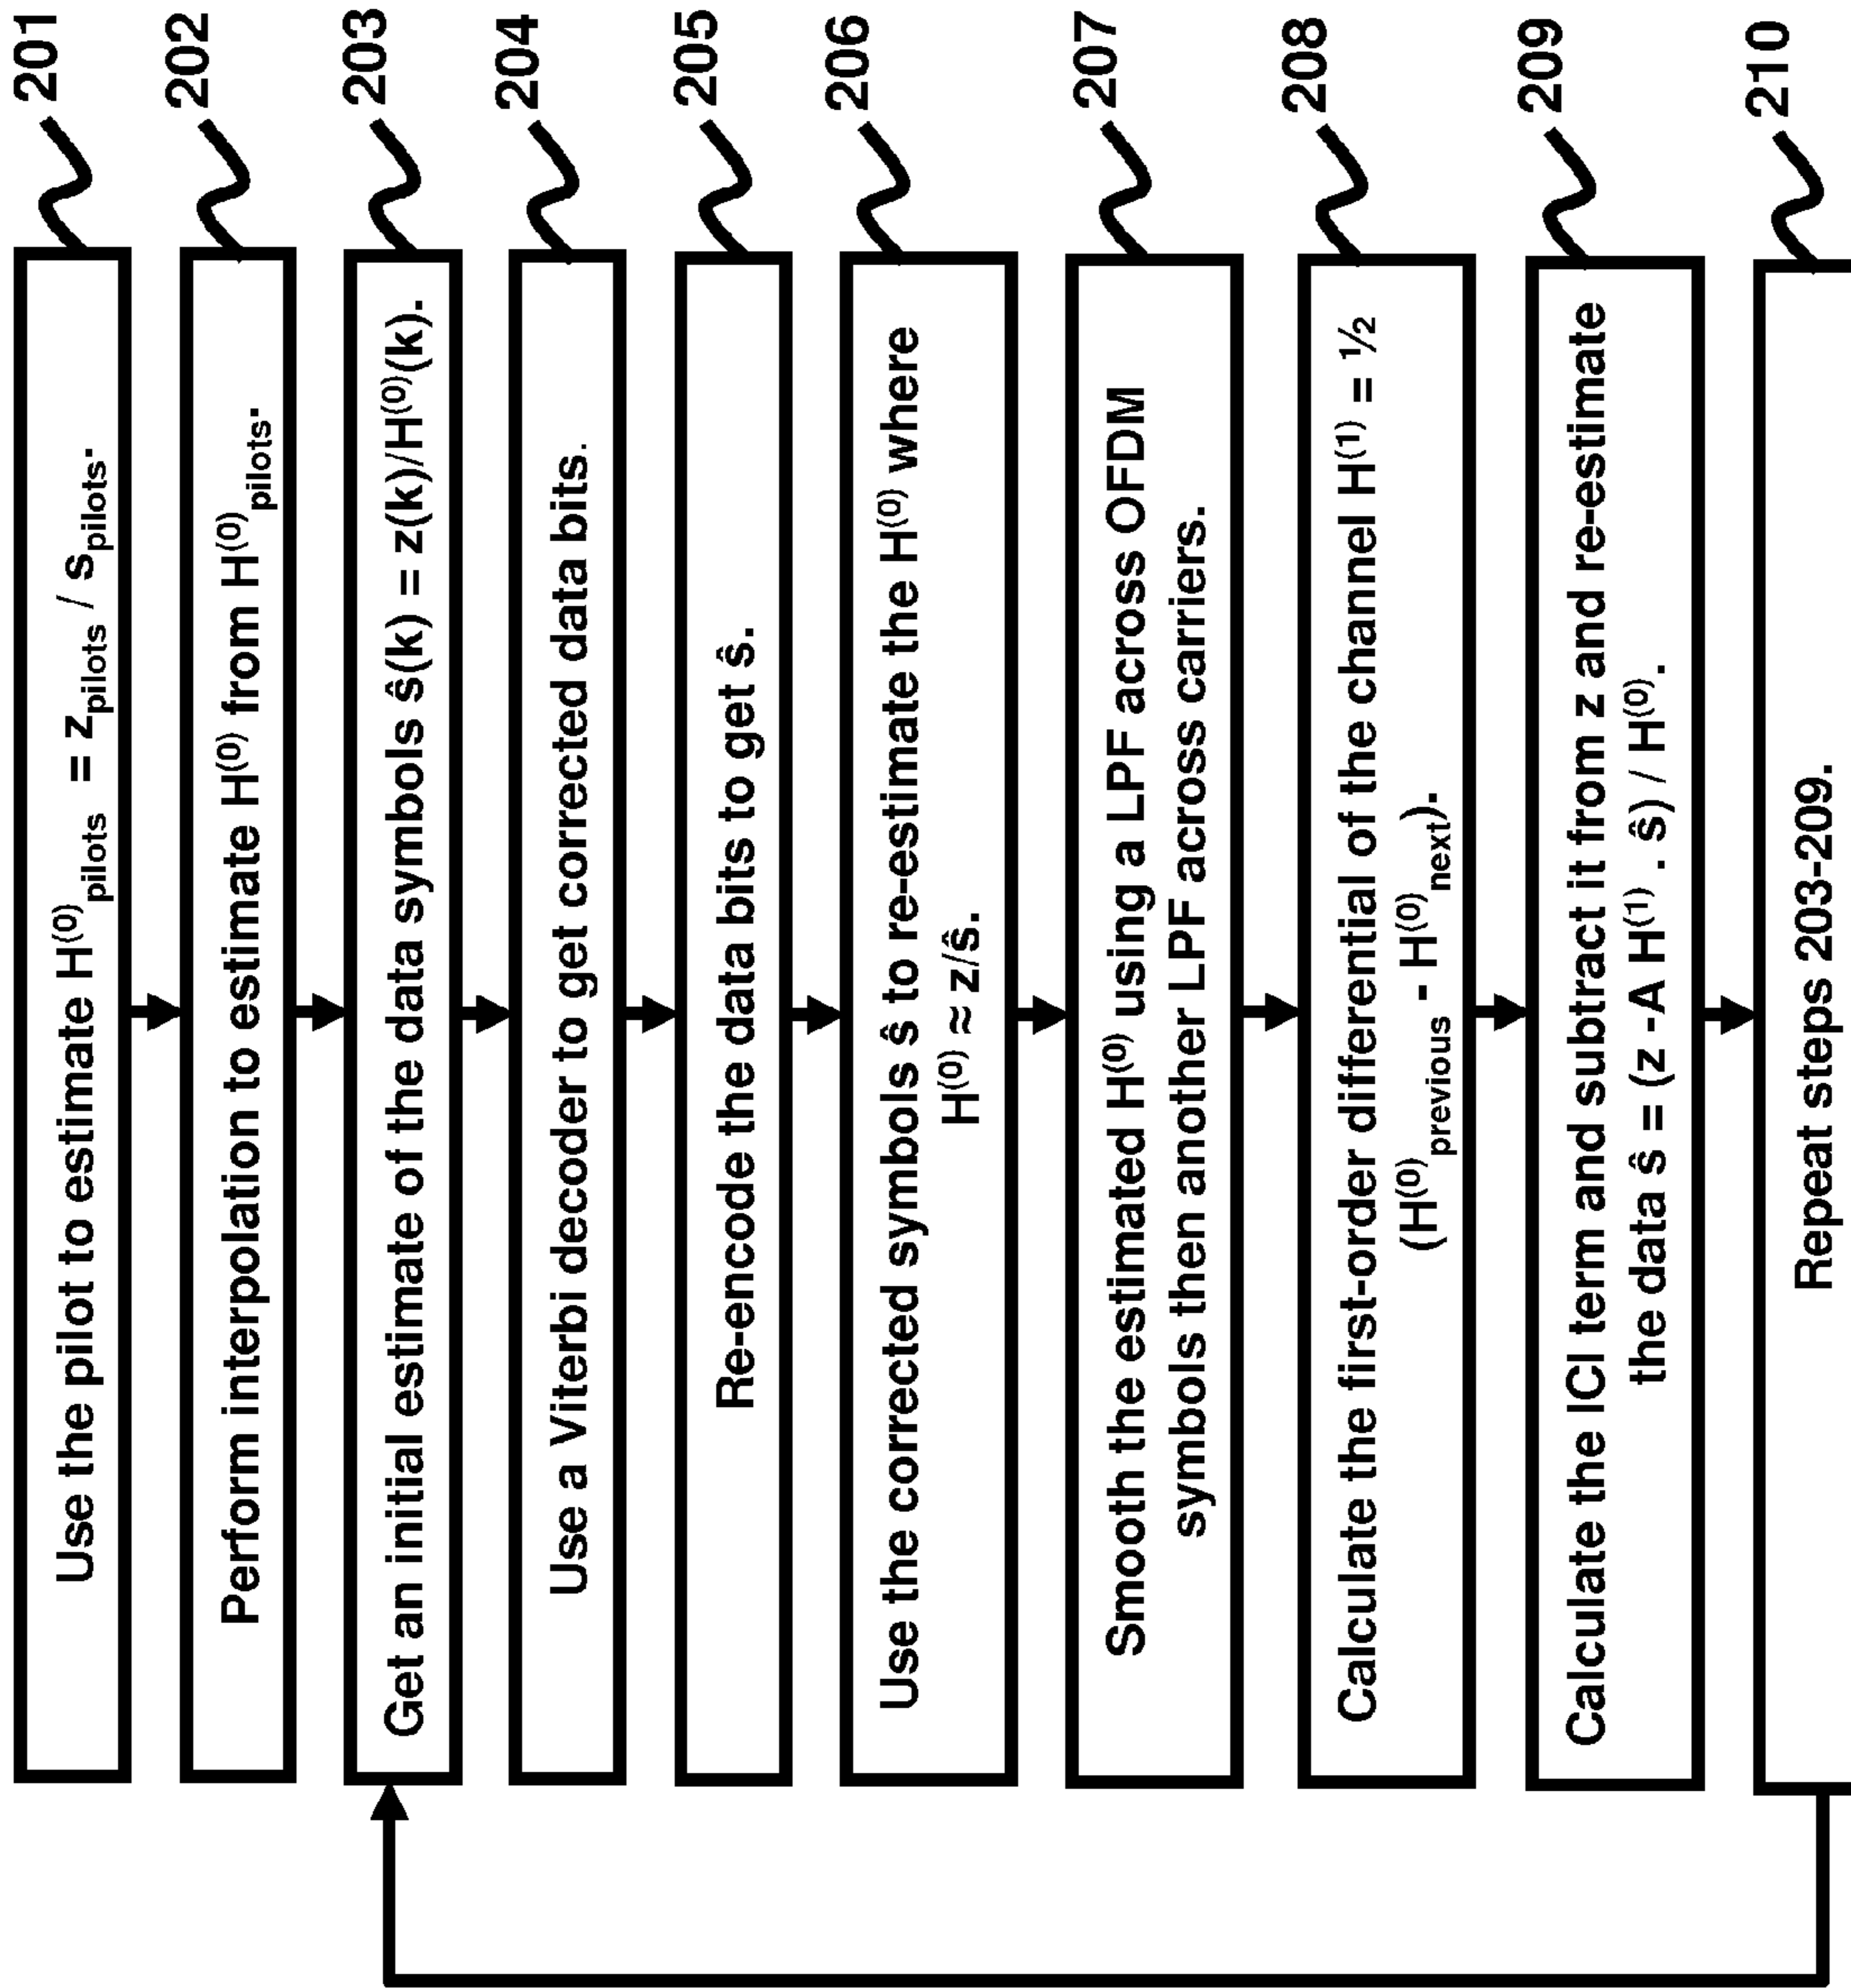 Use the pilot to estimate H⁽⁰⁾pilots = zpilots / spilots. 201
Perform interpolation to estimate H⁽⁰⁾ from H⁽⁰⁾pilots. 202
Get an initial estimate of the data symbols ŝ(k) = z(k)/H⁽⁰⁾(k). 203
Use a Viterbi decoder to get corrected data bits. 204
Re-encode the data bits to get ŝ. 205
Use the corrected symbols ŝ to re-estimate the H⁽⁰⁾ where 206
H⁽⁰⁾ ≈ z/ŝ.
Smooth the estimated H⁽⁰⁾ using a LPF across OFDM 207
symbols then another LPF across carriers.
Calculate the first-order differential of the channel H⁽¹⁾ = ½ 208
(H⁽⁰⁾previous - H⁽⁰⁾next).
Calculate the ICI term and subtract it from z and re-estimate 209
the data ŝ = (z -A H⁽¹⁾ . ŝ) / H⁽⁰⁾.
Repeat steps 203-209. 210